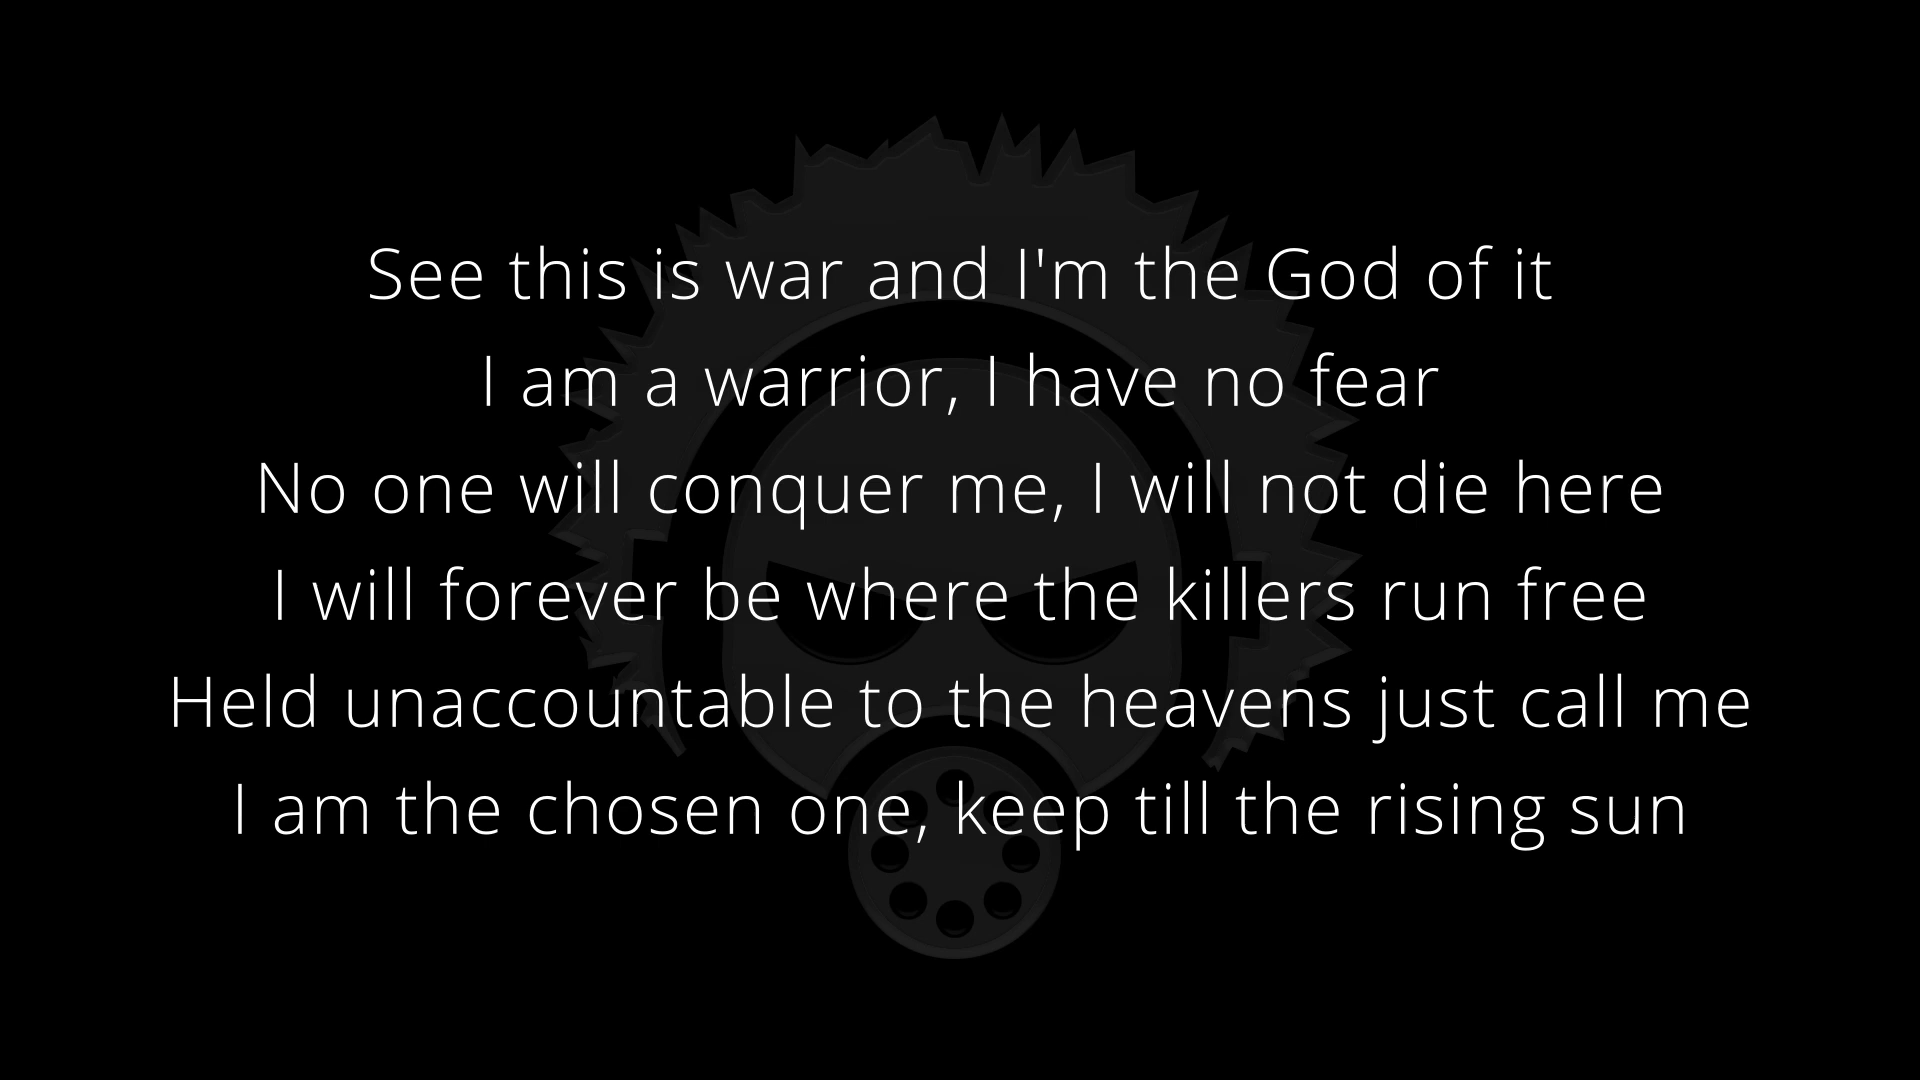 See this is war and I'm the God of it
I am a warrior, I have no fear
No one will conquer me, I will not die here
I will forever be where the killers run free
Held unaccountable to the heavens just call me
I am the chosen one, keep till the rising sun